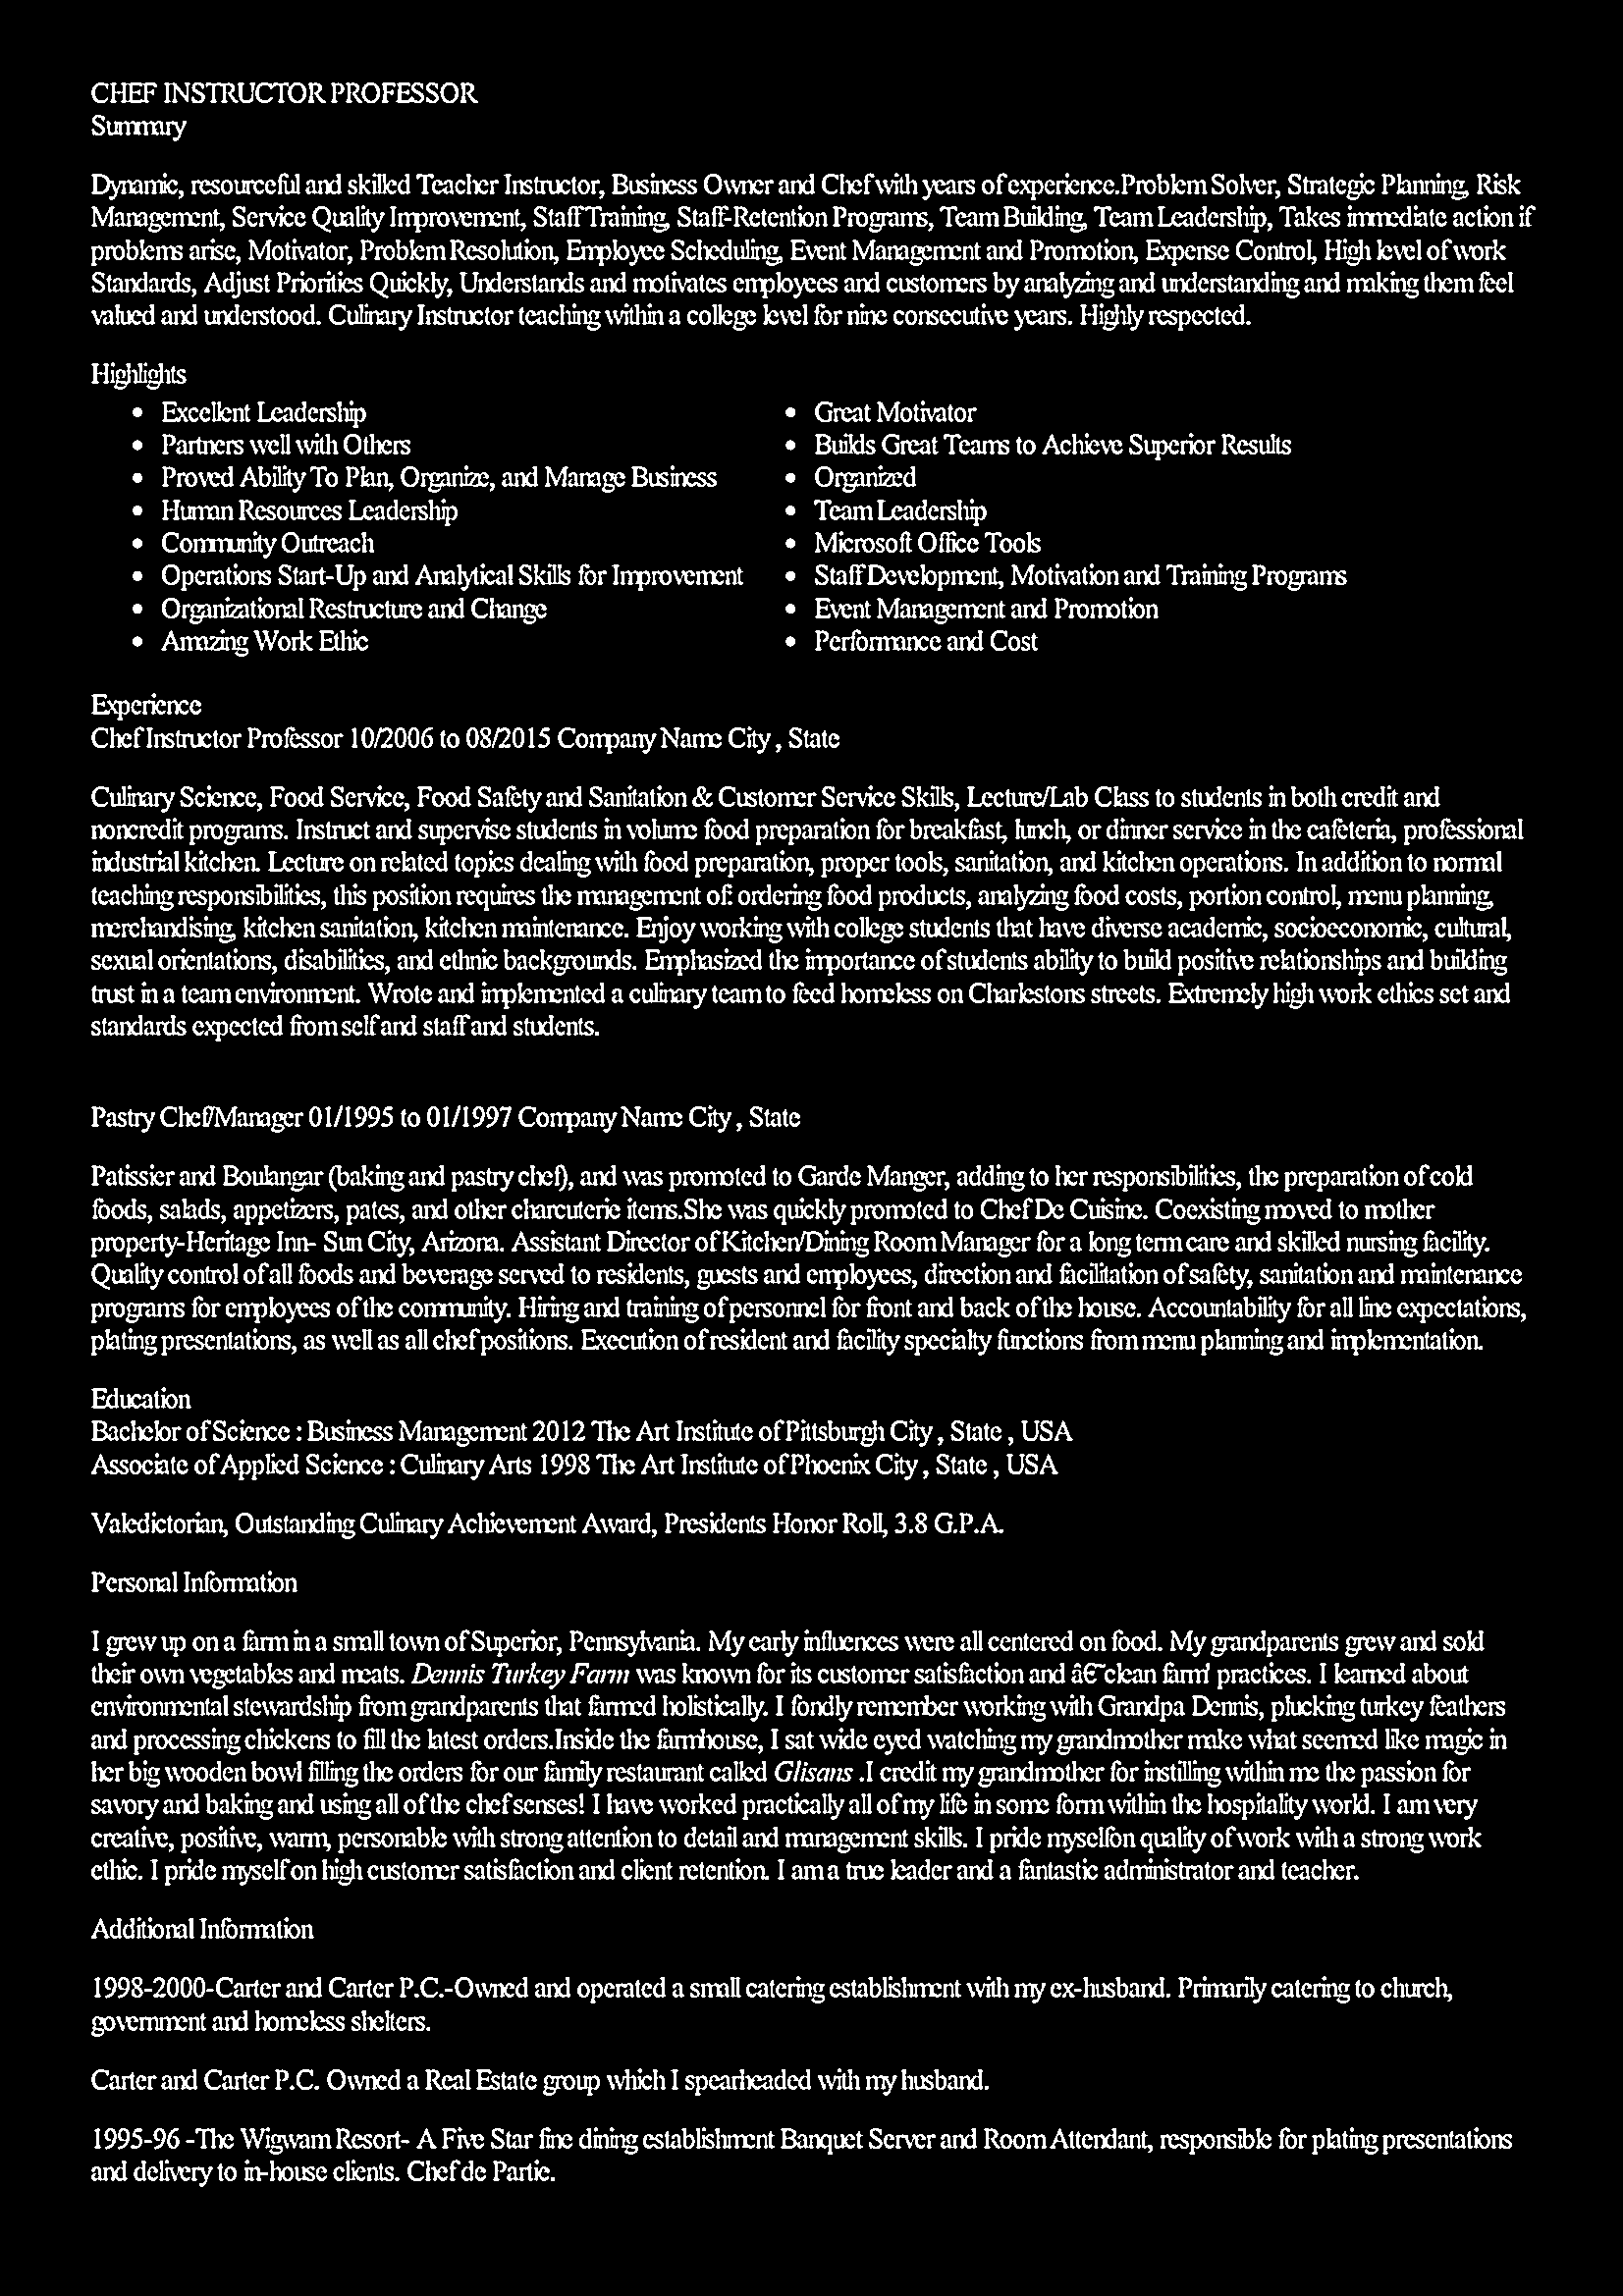 CHEF INSTRUCTOR PROFESSOR
Summary
Dynamic, resourceful and skilled Teacher Instructor, Business Owner and Chef with years of experience.Problem Solver, Strategic Planning, Risk
Management, Service Quality Improvement, Staff Training, Staff-Retention Programs, Team Building, Team Leadership, Takes immediate action if
problems arise, Motivator, Problem Resolution, Employee Scheduling, Event Management and Promotion, Expense Control, High level of work
Standards, Adjust Priorities Quickly, Understands and motivates employees and customers by analyzing and understanding and making them feel
valued and understood. Culinary Instructor teaching within a college level for nine consecutive years. Highly respected.
Highlights
• Excellent Leadership
• Partners well with Others
• Proved Ability To Plan, Organize, and Manage Business
• Human Resources Leadership
• Community Outreach
• Operations Start-Up and Analytical Skills for Improvement
• Organizational Restructure and Change
• Amazing Work Ethic
• Great Motivator
• Builds Great Teams to Achieve Superior Results
• Organized
• Team Leadership
• Microsoft Office Tools
• Staff Development, Motivation and Training Programs
• Event Management and Promotion
• Performance and Cost
Experience
Chef Instructor Professor 10/2006 to 08/2015 Company Name City , State
Culinary Science, Food Service, Food Safety and Sanitation & Customer Service Skills, Lecture/Lab Class to students in both credit and
noncredit programs. Instruct and supervise students in volume food preparation for breakfast, lunch, or dinner service in the cafeteria, professional
industrial kitchen. Lecture on related topics dealing with food preparation, proper tools, sanitation, and kitchen operations. In addition to normal
teaching responsibilities, this position requires the management of: ordering food products, analyzing food costs, portion control, menu planning,
merchandising, kitchen sanitation, kitchen maintenance. Enjoy working with college students that have diverse academic, socioeconomic, cultural,
sexual orientations, disabilities, and ethnic backgrounds. Emphasized the importance of students ability to build positive relationships and building
trust in a team environment. Wrote and implemented a culinary team to feed homeless on Charlestons streets. Extremely high work ethics set and
standards expected from self and staff and students.
Pastry Chef/Manager 01/1995 to 01/1997 Company Name City , State
Patissier and Boulangar (baking and pastry chef), and was promoted to Garde Manger, adding to her responsibilities, the preparation of cold
foods, salads, appetizers, pates, and other charcuterie items.She was quickly promoted to Chef De Cuisine. Coexisting moved to mother
property-Heritage Inn- Sun City, Arizona. Assistant Director of Kitchen/Dining Room Manager for a long term care and skilled nursing facility.
Quality control of all foods and beverage served to residents, guests and employees, direction and facilitation of safety, sanitation and maintenance
programs for employees of the community. Hiring and training of personnel for front and back of the house. Accountability for all line expectations,
plating presentations, as well as all chef positions. Execution of resident and facility specialty functions from menu planning and implementation.
Education
Bachelor of Science : Business Management 2012 The Art Institute of Pittsburgh City , State , USA
Associate of Applied Science : Culinary Arts 1998 The Art Institute of Phoenix City , State , USA
Valedictorian, Outstanding Culinary Achievement Award, Presidents Honor Roll, 3.8 G.P.A.
Personal Information
I grew up on a farm in a small town of Superior, Pennsylvania. My early influences were all centered on food. My grandparents grew and sold
their own vegetables and meats. Dennis Turkey Farm was known for its customer satisfaction and â€˜clean farm' practices. I learned about
environmental stewardship from grandparents that farmed holistically. I fondly remember working with Grandpa Dennis, plucking turkey feathers
and processing chickens to fill the latest orders.Inside the farmhouse, I sat wide eyed watching my grandmother make what seemed like magic in
her big wooden bowl filling the orders for our family restaurant called Glisans .I credit my grandmother for instilling within me the passion for
savory and baking and using all of the chef senses! I have worked practically all of my life in some form within the hospitality world. I am very
creative, positive, warm, personable with strong attention to detail and management skills. I pride myselfon quality of work with a strong work
ethic. I pride myself on high customer satisfaction and client retention. I am a true leader and a fantastic administrator and teacher.
Additional Information
1998-2000-Carter and Carter P.C.-Owned and operated a small catering establishment with my ex-husband. Primarily catering to church,
government and homeless shelters.
Carter and Carter P.C. Owned a Real Estate group which I spearheaded with my husband.
1995-96 -The Wigwam Resort- A Five Star fine dining establishment Banquet Server and Room Attendant, responsible for plating presentations
and delivery to in-house clients. Chef de Partie.